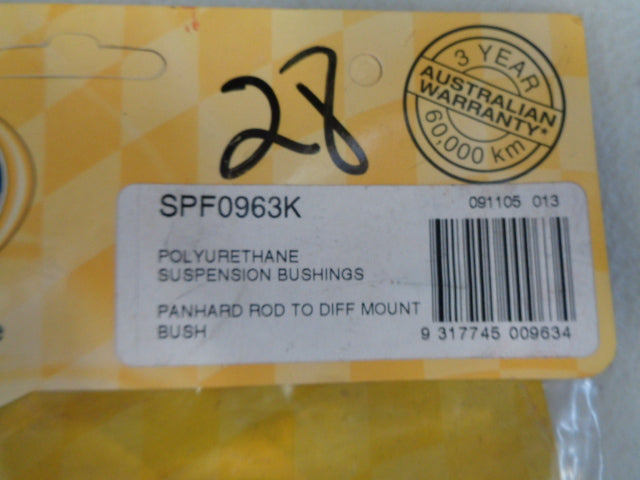 28
3 YEAR
AUSTRALIAN
WARRANTY*
60,000 km
SPF0963K
091105 013
POLYURETHANE
SUSPENSION BUSHINGS
PANHARD ROD TO DIFF MOUNT
BUSH
9 317745 009634
e